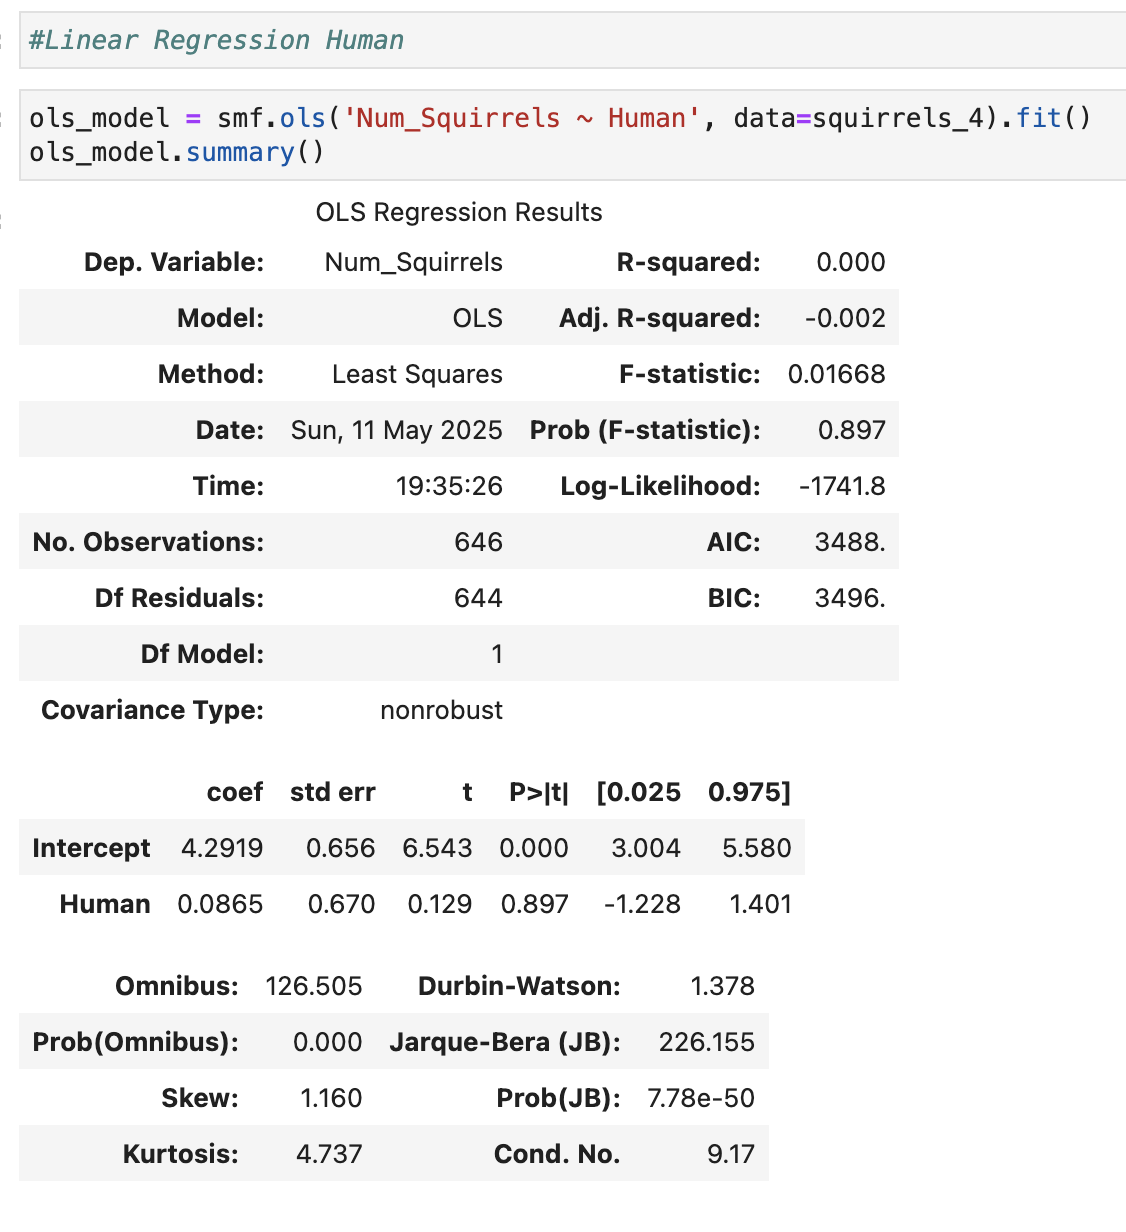 #Linear Regression Human
ols_model = smf.ols('Num_Squirrels ~ Human', data=squirrels_4).fit()
ols_model.summary()
OLS Regression Results
Dep. Variable: Num_Squirrels R-squared: 0.000
Model: OLS Adj. R-squared: -0.002
Method: Least Squares F-statistic: 0.01668
Date: Sun, 11 May 2025 Prob (F-statistic): 0.897
Time: 19:35:26 Log-Likelihood: -1741.8
No. Observations: 646 AIC: 3488.
Df Residuals: 644 BIC: 3496.
Df Model: 1
Covariance Type: nonrobust
coef std err t P>|t| [0.025 0.975]
Intercept 4.2919 0.656 6.543 0.000 3.004 5.580
Human 0.0865 0.670 0.129 0.897 -1.228 1.401
Omnibus: 126.505 Durbin-Watson: 1.378
Prob(Omnibus): 0.000 Jarque-Bera (JB): 226.155
Skew: 1.160 Prob(JB): 7.78e-50
Kurtosis: 4.737 Cond. No. 9.17